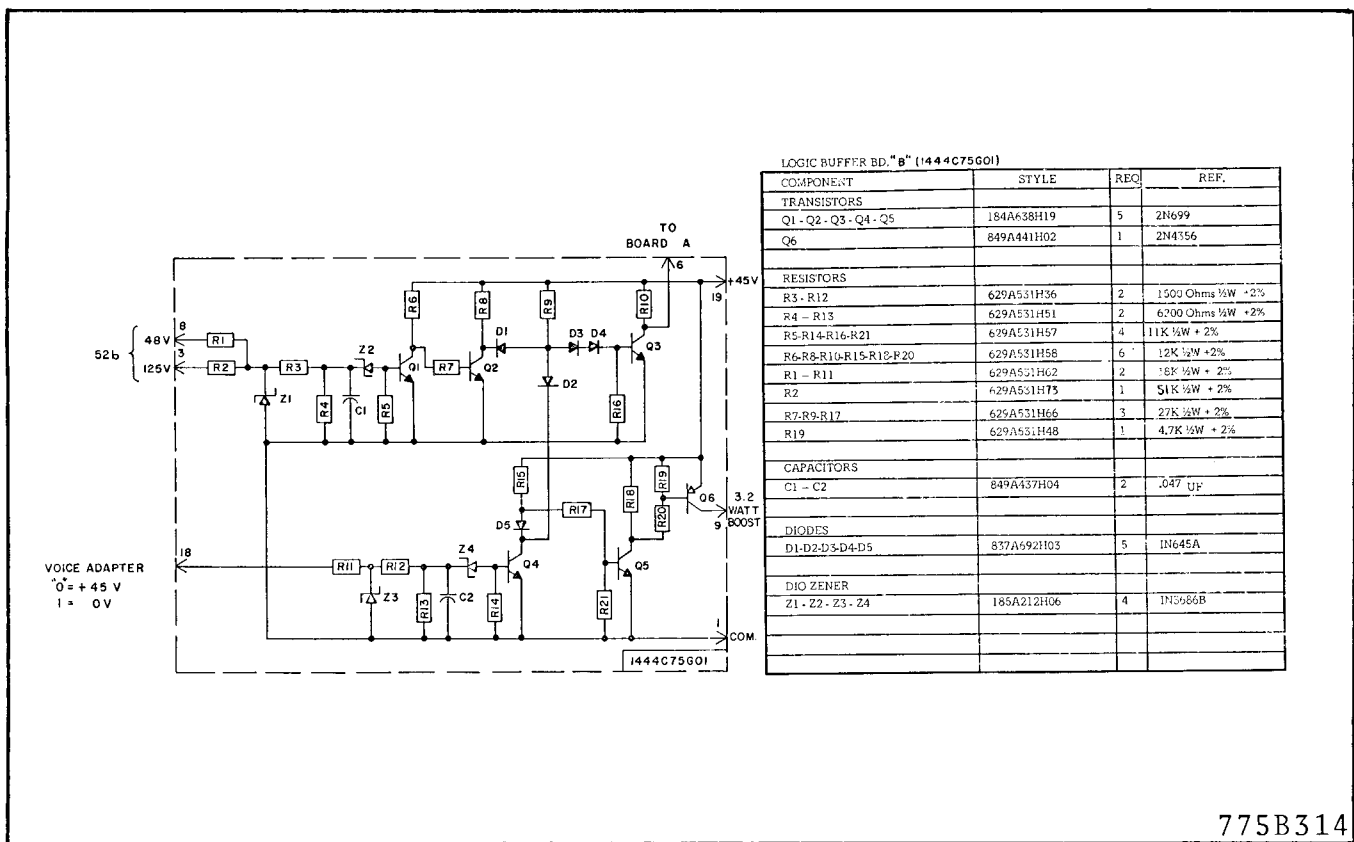 TO
BOARD A
6
+45V
19
R6
R8
R9
R10
8
48V
R1
52b
3
125V
R2
R3
Z2
Q1
R7
Q2
D1
D3 D4
Q3
Z1
R4
C1
R5
D2
R16
R15
R18
R19
Q6
3.2
WATT
BOOST
9
R17
R20
D5
18
VOICE ADAPTER
"0" = +45 V
1 = 0V
R11
R12
Z4
Q4
Q5
Z3
R13
C2
R14
R21
1
COM.
1444C75G01
LOGIC BUFFER BD. "B" (1444C75G01)
COMPONENT STYLE REQ REF.
TRANSISTORS
Q1 - Q2 - Q3 - Q4 - Q5 184A638H19 5 2N699
Q6 849A441H02 1 2N4356
RESISTORS
R3 - R12 629A531H36 2 1500 Ohms ½W +2%
R4 – R13 629A531H51 2 6200 Ohms ½W +2%
R5-R14-R16-R21 629A531H57 4 11K ½W + 2%
R6-R8-R10-R15-R18-R20 629A531H58 6 12K ½W +2%
R1 – R11 629A531H62 2 18K ½W + 2%
R2 629A531H73 1 51K ½W + 2%
R7-R9-R17 629A531H66 3 27K ½W + 2%
R19 629A531H48 1 4.7K ½W + 2%
CAPACITORS
C1 – C2 849A437H04 2 .047 UF
DIODES
D1-D2-D3-D4-D5 837A692H03 5 IN645A
DIO ZENER
Z1 - Z2 - Z3 - Z4 185A212H06 4 IN3686B
775B314